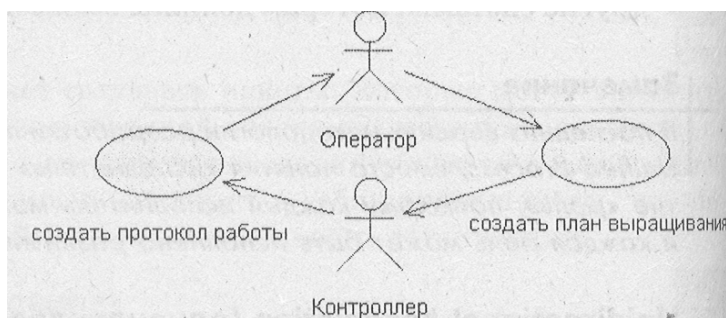 Оператор
создать протокол работы
создать план выращивания
Контроллер